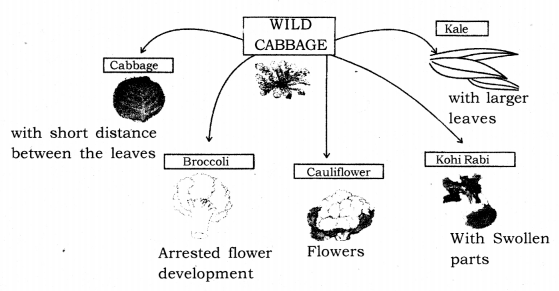 WILD
CABBAGE
Kale
Cabbage
with larger
leaves
with short distance
between the leaves
Broccoli
Cauliflower
Kohi Rabi
Arrested flower
development
Flowers
With Swollen
parts